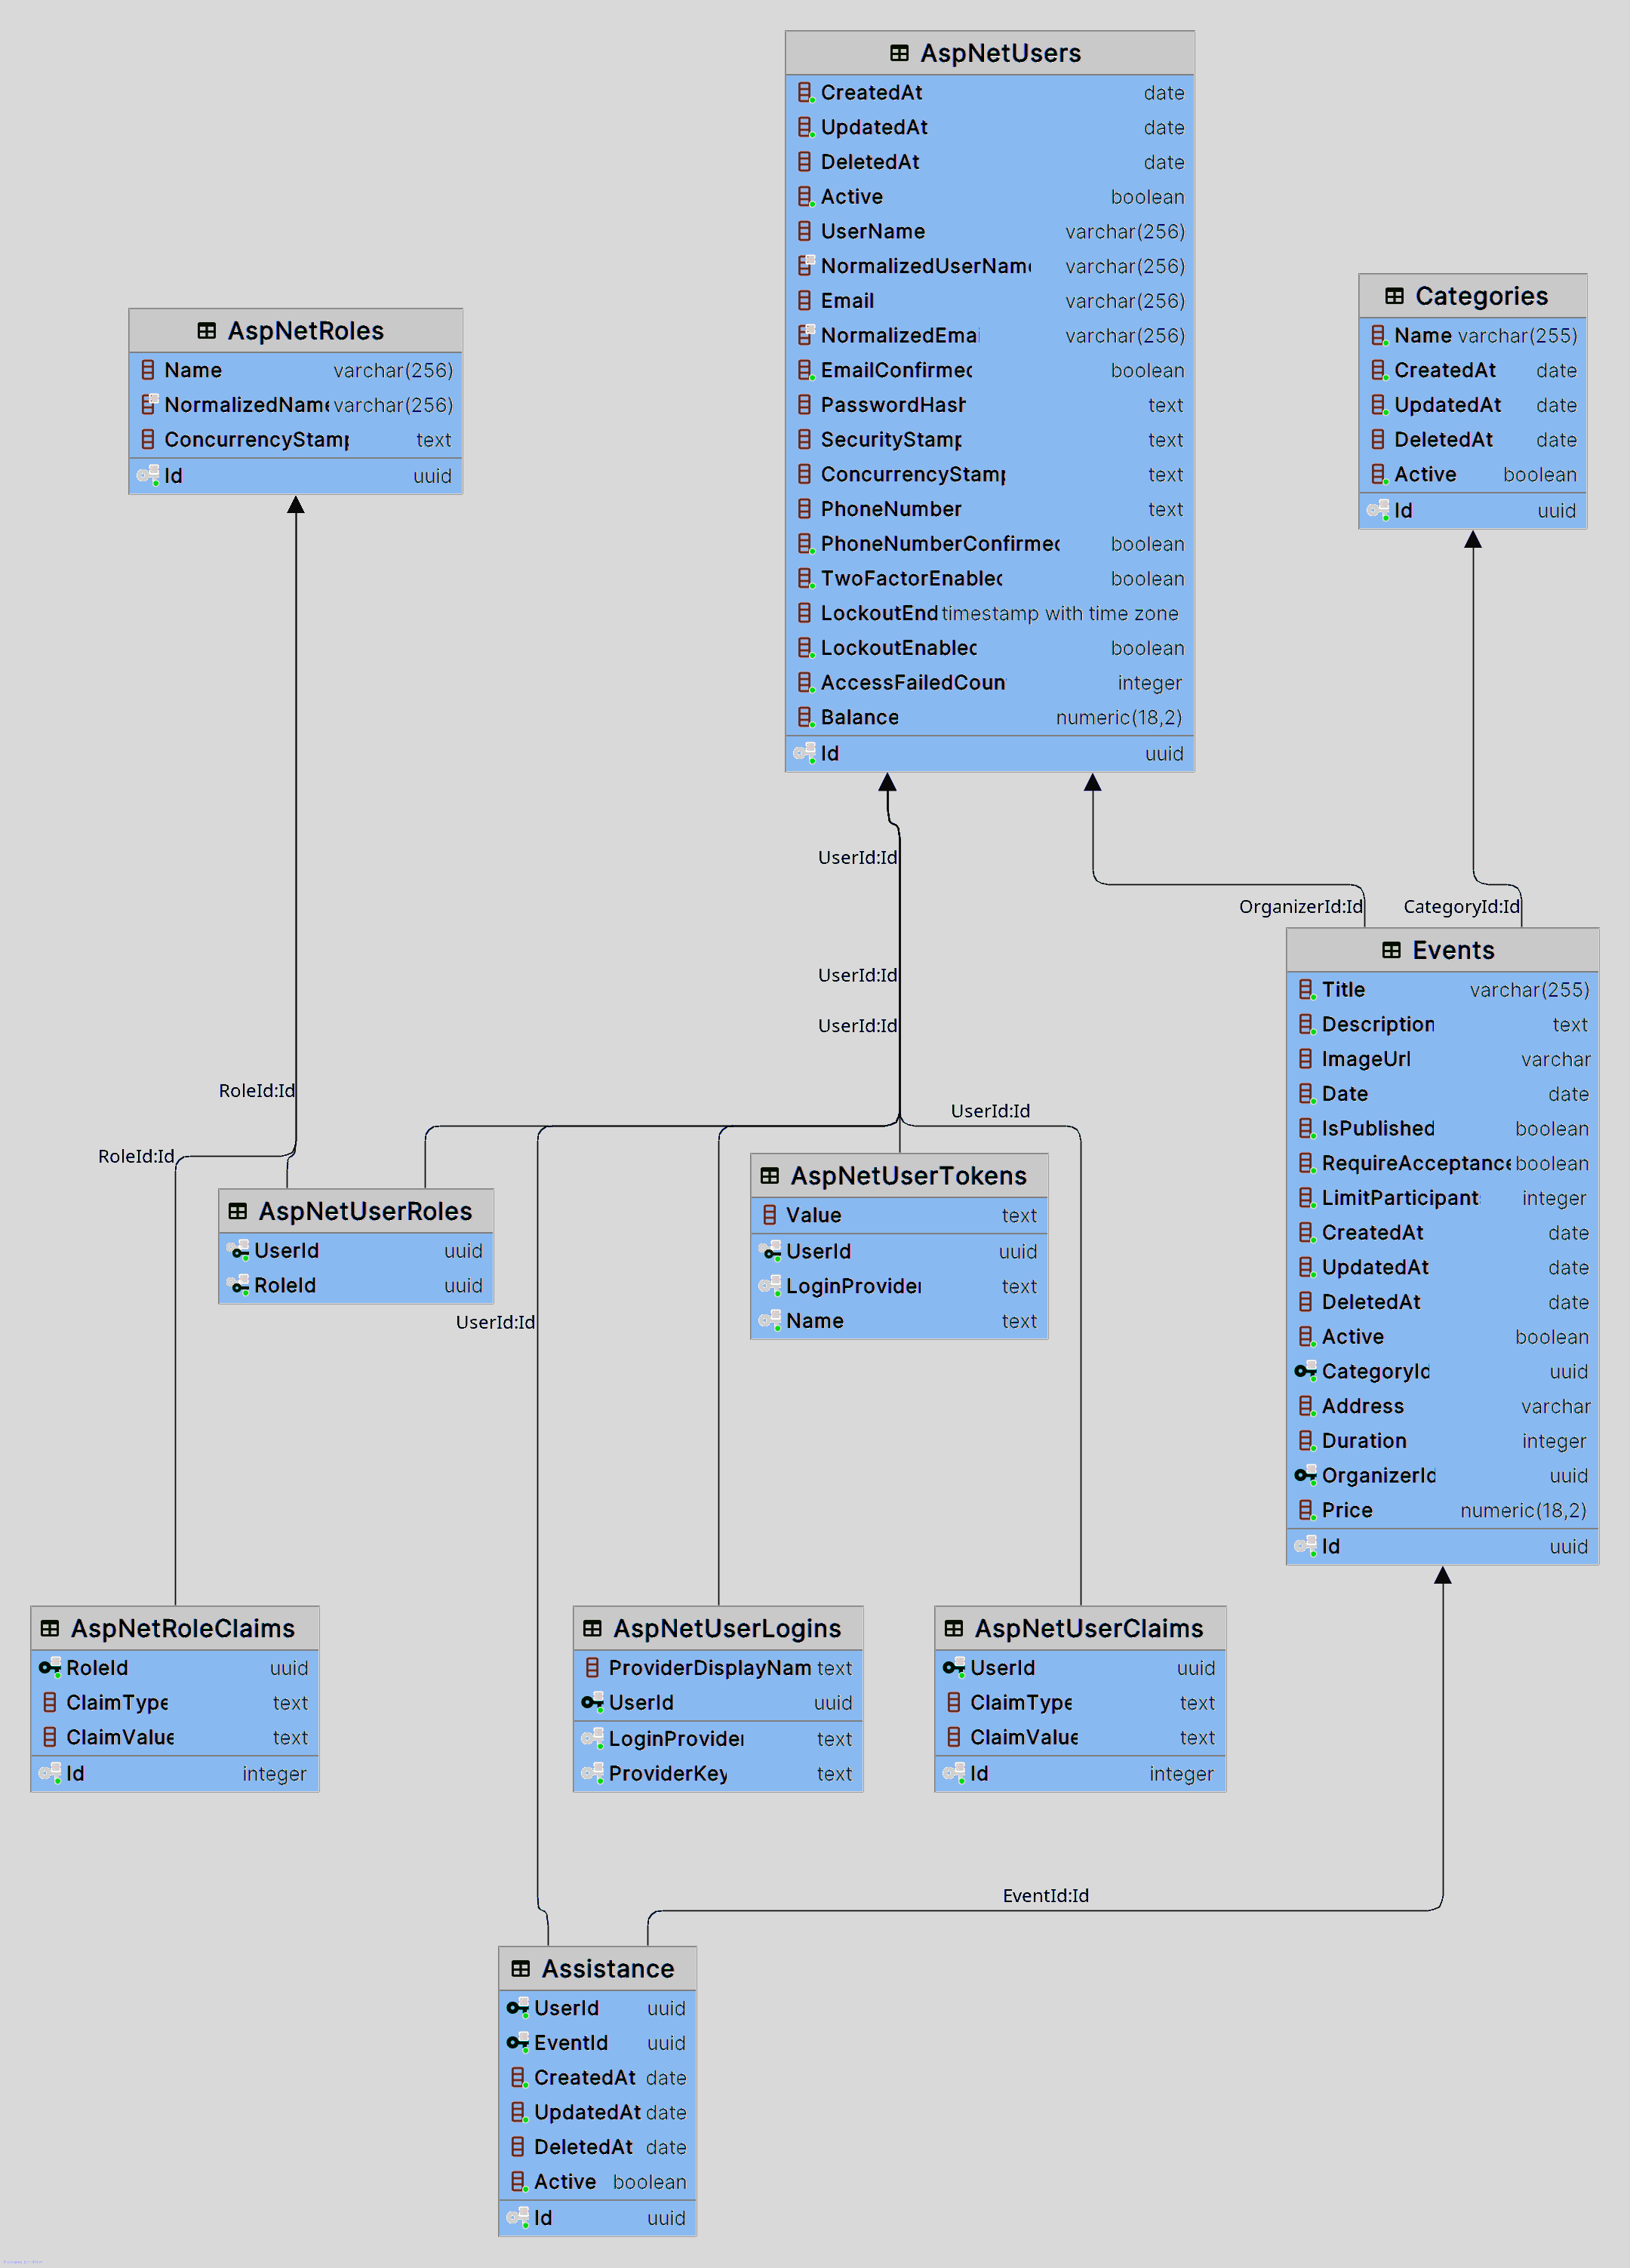 AspNetUsers
CreatedAt date
UpdatedAt date
DeletedAt date
Active boolean
UserName varchar(256)
NormalizedUserName varchar(256)
Email varchar(256)
NormalizedEmai varchar(256)
EmailConfirmed boolean
PasswordHash text
SecurityStamp text
ConcurrencyStamp text
PhoneNumber text
PhoneNumberConfirmed boolean
TwoFactorEnabled boolean
LockoutEnd timestamp with time zone
LockoutEnabled boolean
AccessFailedCoun integer
Balance numeric(18,2)
Id uuid
Categories
Name varchar(255)
CreatedAt date
UpdatedAt date
DeletedAt date
Active boolean
Id uuid
AspNetRoles
Name varchar(256)
NormalizedName varchar(256)
ConcurrencyStamp text
Id uuid
UserId:Id
OrganizerId:Id
CategoryId:Id
UserId:Id
UserId:Id
RoleId:Id
UserId:Id
RoleId:Id
Events
Title varchar(255)
Description text
ImageUrl varchar
Date date
IsPublished boolean
RequireAcceptance boolean
LimitParticipant integer
CreatedAt date
UpdatedAt date
DeletedAt date
Active boolean
CategoryId uuid
Address varchar
Duration integer
OrganizerId uuid
Price numeric(18,2)
Id uuid
AspNetUserTokens
Value text
UserId uuid
LoginProvider text
Name text
AspNetUserRoles
UserId uuid
RoleId uuid
UserId:Id
AspNetRoleClaims
RoleId uuid
ClaimType text
ClaimValue text
Id integer
AspNetUserLogins
ProviderDisplayNam text
UserId uuid
LoginProvider text
ProviderKey text
AspNetUserClaims
UserId uuid
ClaimType text
ClaimValue text
Id integer
EventId:Id
Assistance
UserId uuid
EventId uuid
CreatedAt date
UpdatedAt date
DeletedAt date
Active boolean
Id uuid